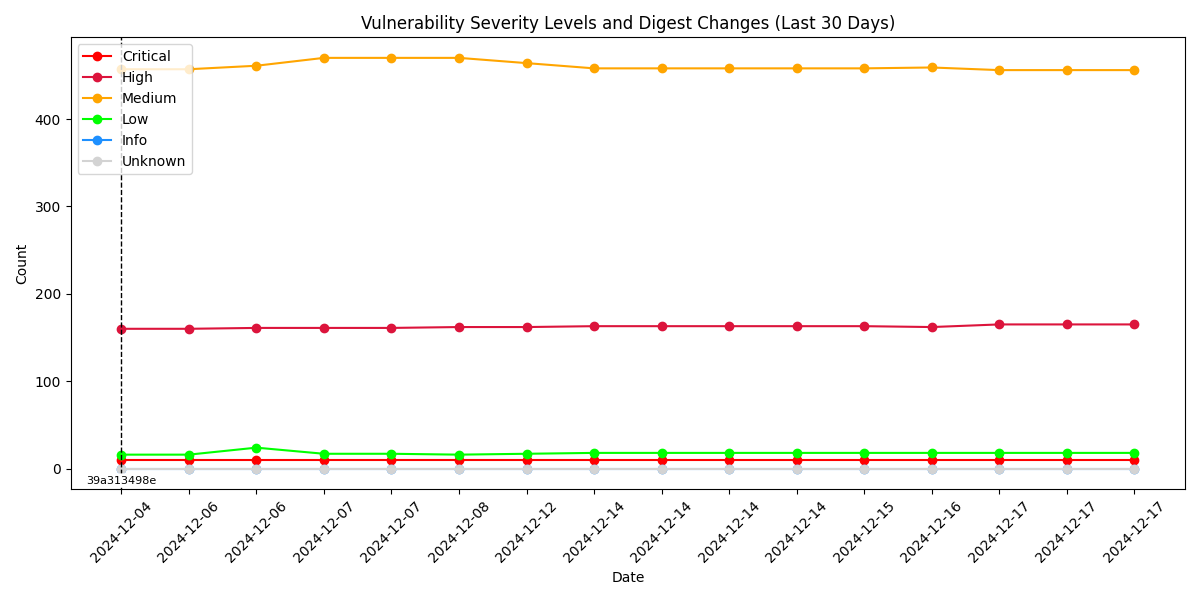 Vulnerability Severity Levels and Digest Changes (Last 30 Days)
Critical
High
Medium
Low
Info
Unknown
Count
400
300
200
100
0
39a313498e
2024-12-04
2024-12-06
2024-12-06
2024-12-07
2024-12-07
2024-12-08
2024-12-12
2024-12-14
2024-12-14
2024-12-14
2024-12-14
2024-12-15
2024-12-16
2024-12-17
2024-12-17
2024-12-17
Date